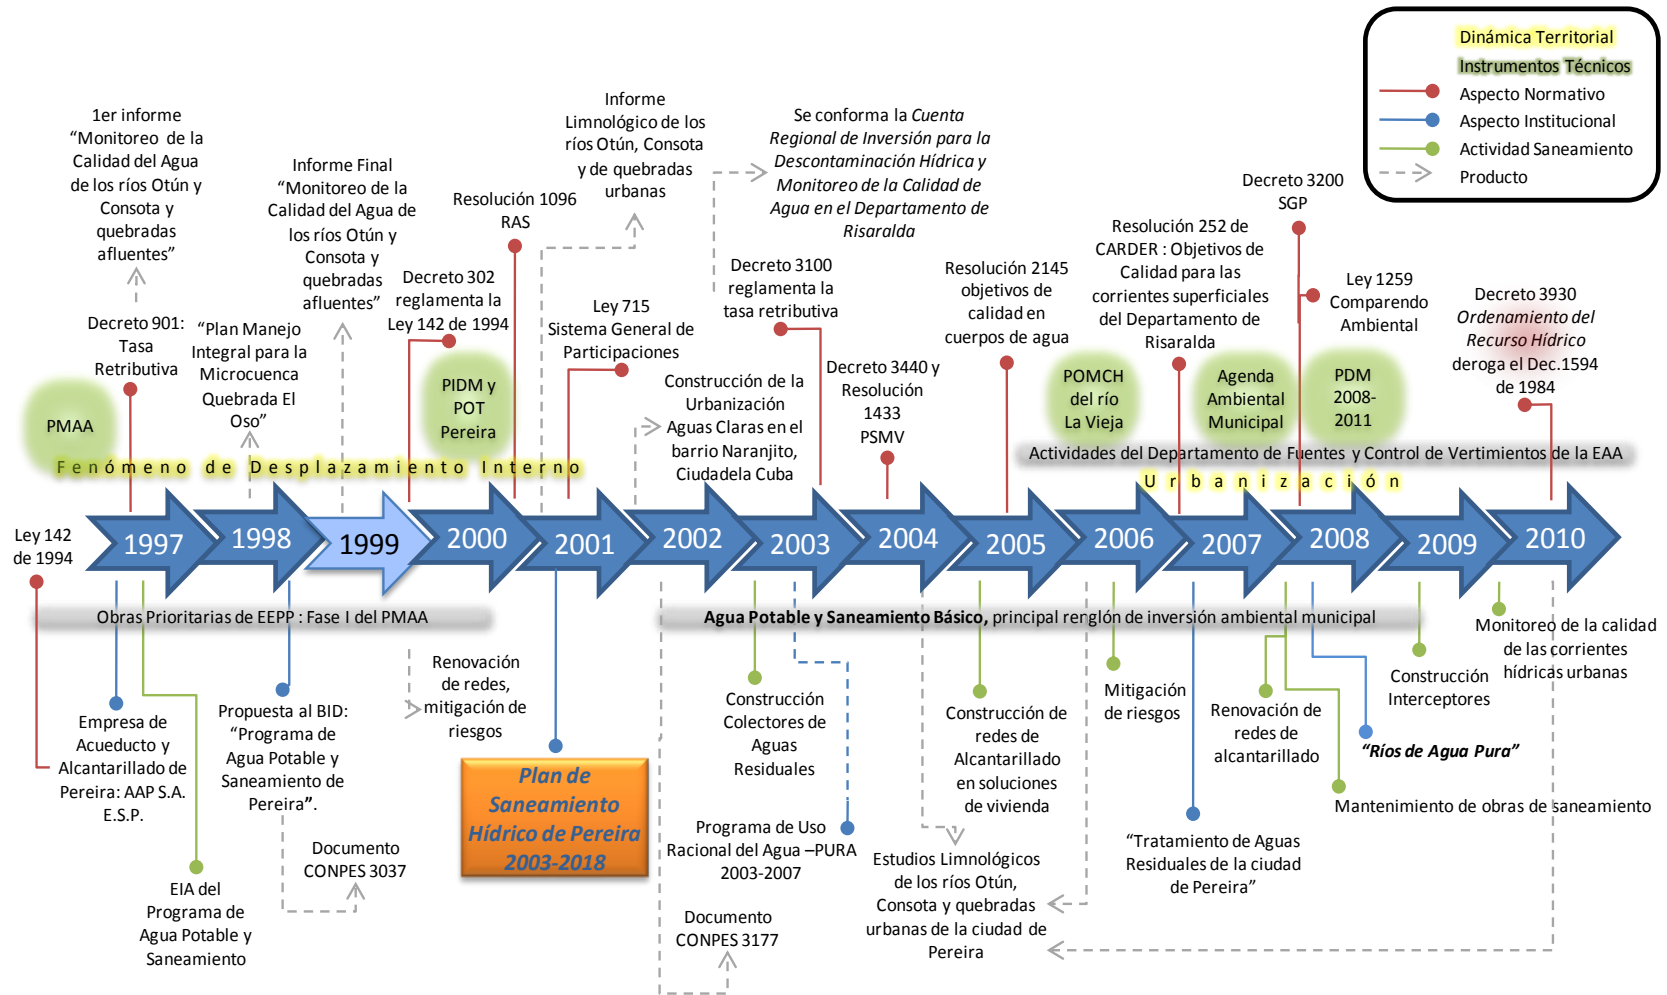 Dinámica Territorial
Instrumentos Técnicos
Aspecto Normativo
Aspecto Institucional
Actividad Saneamiento
Producto
1er informe
“Monitoreo de la
Calidad del Agua
de los ríos Otún y
Consota y
quebradas
afluentes”
Decreto 901:
Tasa
Retributiva
“Plan Manejo
Integral para la
Microcuenca
Quebrada El
Oso”
Informe Final
“Monitoreo de la
Calidad del Agua de
los ríos Otún y
Consota y
quebradas
afluentes”
Decreto 302
reglamenta la
Ley 142 de 1994
Resolución 1096
RAS
Informe
Limnológico de los
ríos Otún, Consota
y de quebradas
urbanas
Ley 715
Sistema General de
Participaciones
Construcción de la
Urbanización
Aguas Claras en el
barrio Naranjito,
Ciudadela Cuba
Se conforma la Cuenta
Regional de Inversión para la
Descontaminación Hídrica y
Monitoreo de la Calidad de
Agua en el Departamento de
Risaralda
Decreto 3100
reglamenta la
tasa retributiva
Decreto 3440 y
Resolución
1433
PSMV
Resolución 2145
objetivos de
calidad en
cuerpos de agua
Resolución 252 de
CARDER : Objetivos de
Calidad para las
corrientes superficiales
del Departamento de
Risaralda
Decreto 3200
SGP
Ley 1259
Comparendo
Ambiental
Decreto 3930
Ordenamiento del
Recurso Hídrico
deroga el Dec.1594
de 1984
PMAA
PIDM y
POT
Pereira
POMCH
del río
La Vieja
Agenda
Ambiental
Municipal
PDM
2008-
2011
Fenómeno de Desplazamiento Interno
Actividades del Departamento de Fuentes y Control de Vertimientos de la EAA
Urbanización
Ley 142
de 1994
1997
1998
1999
2000
2001
2002
2003
2004
2005
2006
2007
2008
2009
2010
Obras Prioritarias de EEPP : Fase I del PMAA
Agua Potable y Saneamiento Básico, principal renglón de inversión ambiental municipal
Empresa de
Acueducto y
Alcantarillado de
Pereira: AAP S.A.
E.S.P.
EIA del
Programa de
Agua Potable y
Saneamiento
Propuesta al BID:
“Programa de
Agua Potable y
Saneamiento de
Pereira”.
Documento
CONPES 3037
Renovación
de redes,
mitigación de
riesgos
Plan de
Saneamiento
Hídrico de Pereira
2003-2018
Documento
CONPES 3177
Construcción
Colectores de
Aguas
Residuales
Programa de Uso
Racional del Agua –PURA
2003-2007
Estudios Limnológicos
de los ríos Otún,
Consota y quebradas
urbanas de la ciudad de
Pereira
Construcción de
redes de
Alcantarillado
en soluciones
de vivienda
Mitigación
de riesgos
“Tratamiento de Aguas
Residuales de la ciudad
de Pereira”
Renovación de
redes de
alcantarillado
“Ríos de Agua Pura”
Mantenimiento de obras de saneamiento
Construcción
Interceptores
Monitoreo de la calidad
de las corrientes
hídricas urbanas